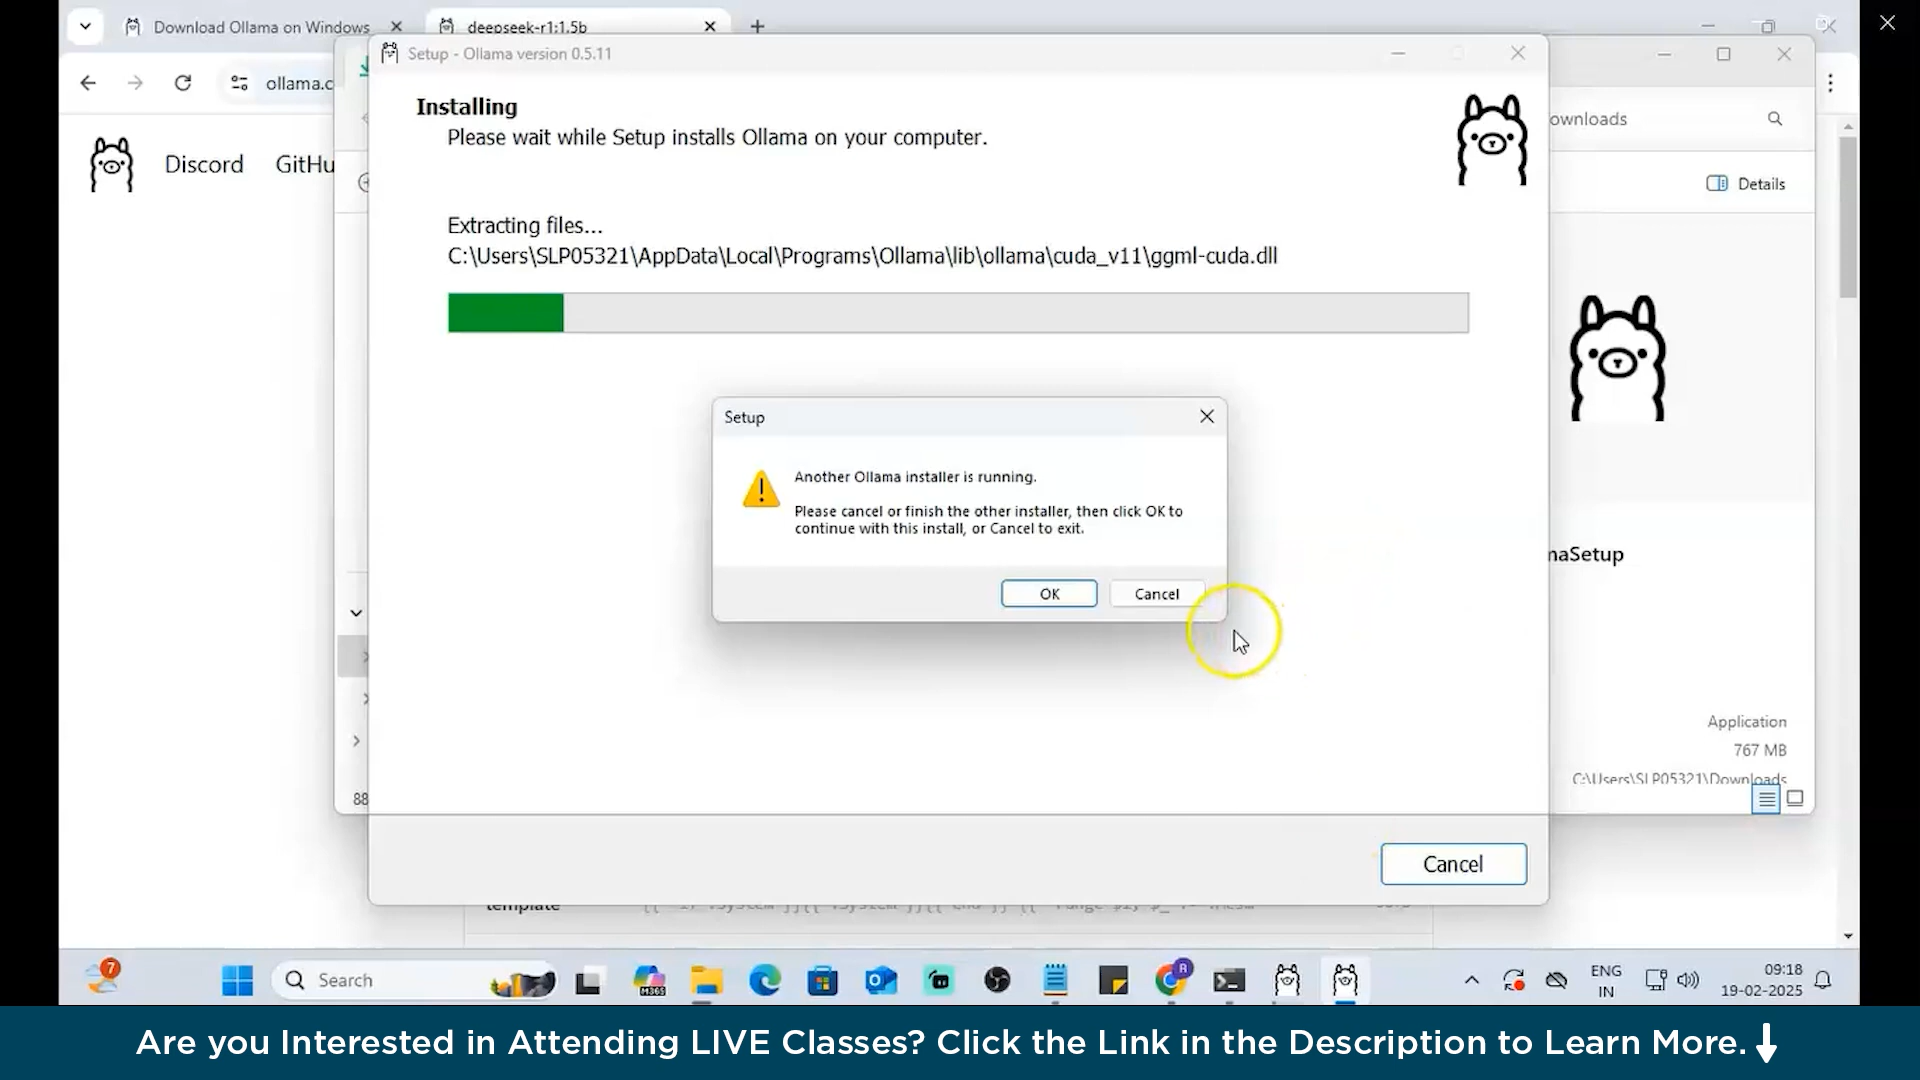 Download Ollama on Windows
deepseek-r1:1.5b
Setup - Ollama version 0.5.11
ollama.c
Installing
Please wait while Setup installs Ollama on your computer.
ownloads
Discord GitHu
Details
Extracting files...
C:\Users\SLP05321\AppData\Local\Programs\Ollama\lib\ollama\cuda_v11\ggml-cuda.dll
Setup
Another Ollama installer is running.
Please cancel or finish the other installer, then click OK to
continue with this install, or Cancel to exit.
OK Cancel
naSetup
Application
767 MB
C:\Users\SLP05321\Downloads
88
Cancel
template
7
Search
M365
R
ENG
IN
09:18
19-02-2025
Are you Interested in Attending LIVE Classes? Click the Link in the Description to Learn More.